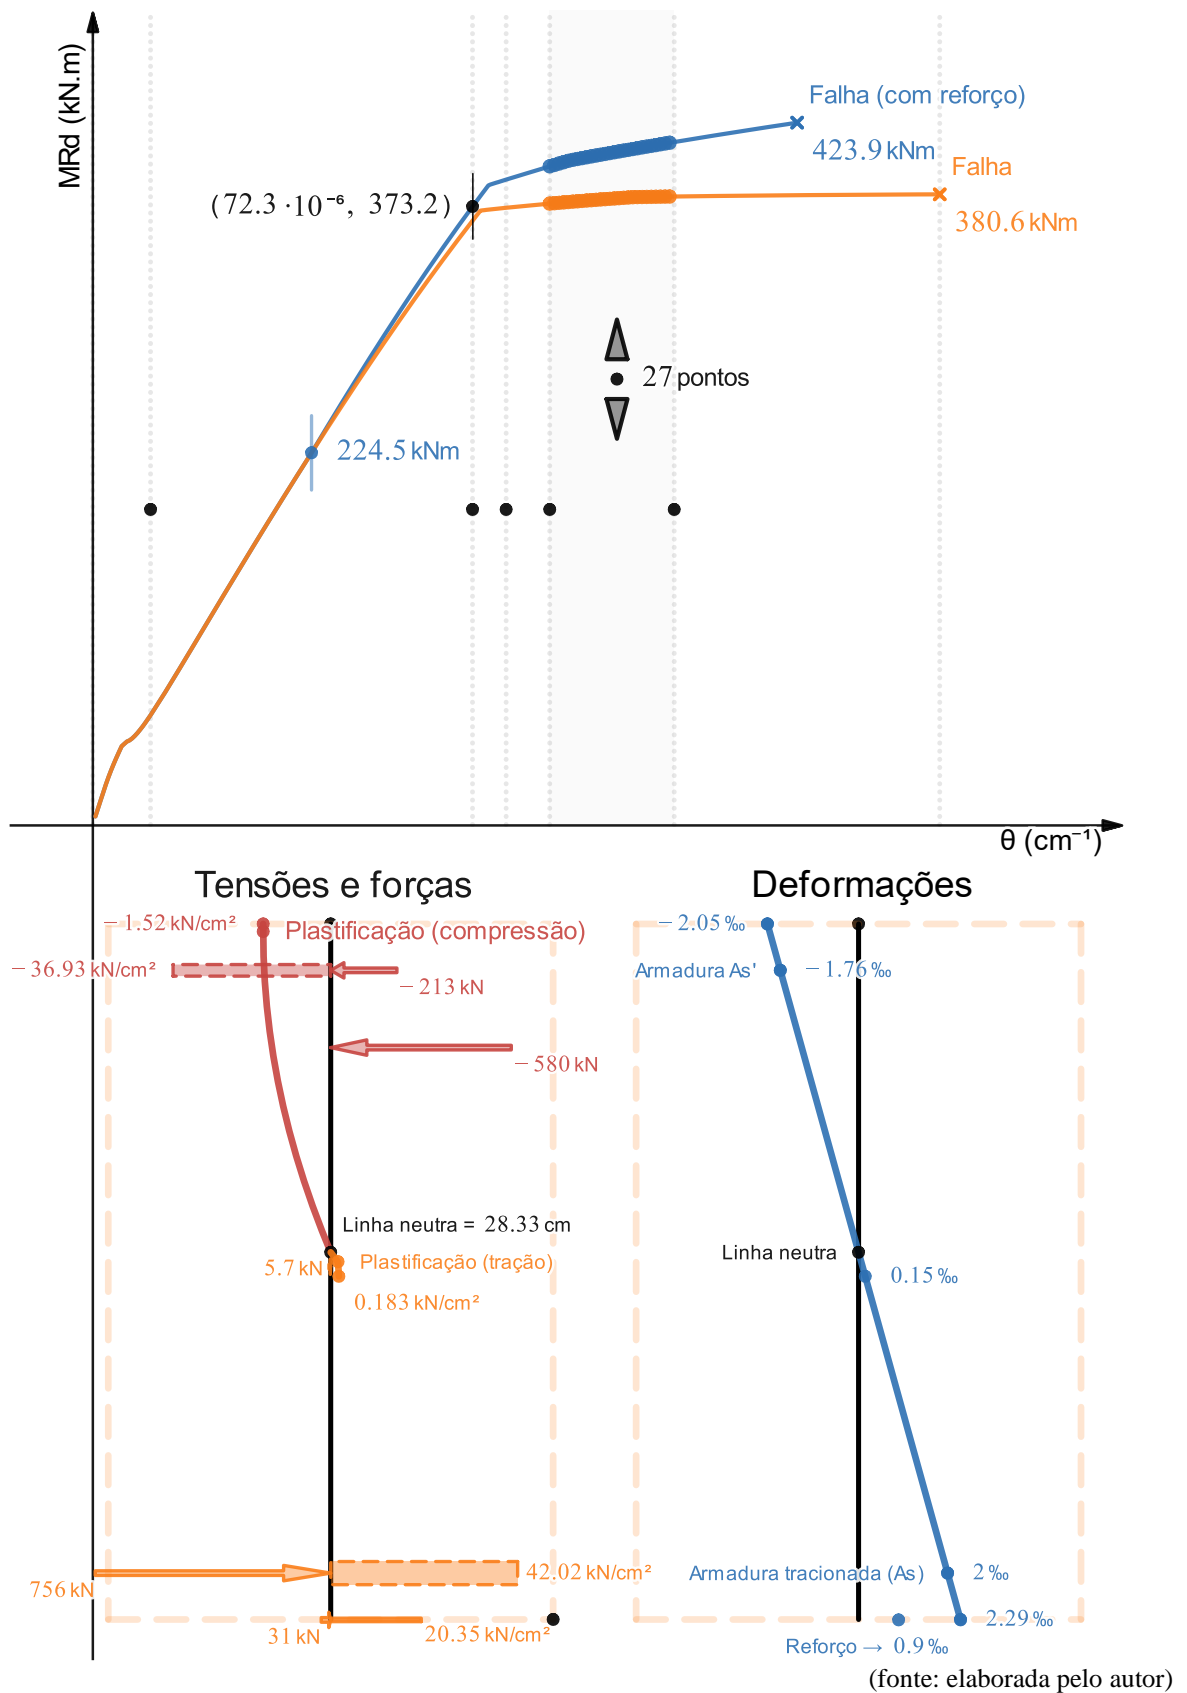 MRd (kN.m)
Falha (com reforço)
423.9 kNm
Falha
380.6 kNm
(72.3 ·10⁻⁶, 373.2)
27 pontos
224.5 kNm
θ (cm⁻¹)
Tensões e forças
Deformações
−1.52 kN/cm²
Plastificação (compressão)
−2.05 ‰
−36.93 kN/cm²
−213 kN
Armadura As'
−1.76 ‰
−580 kN
Linha neutra = 28.33 cm
Linha neutra
5.7 kN
Plastificação (tração)
0.15 ‰
0.183 kN/cm²
756 kN
42.02 kN/cm²
Armadura tracionada (As)
2 ‰
31 kN
20.35 kN/cm²
2.29 ‰
Reforço → 0.9 ‰
(fonte: elaborada pelo autor)